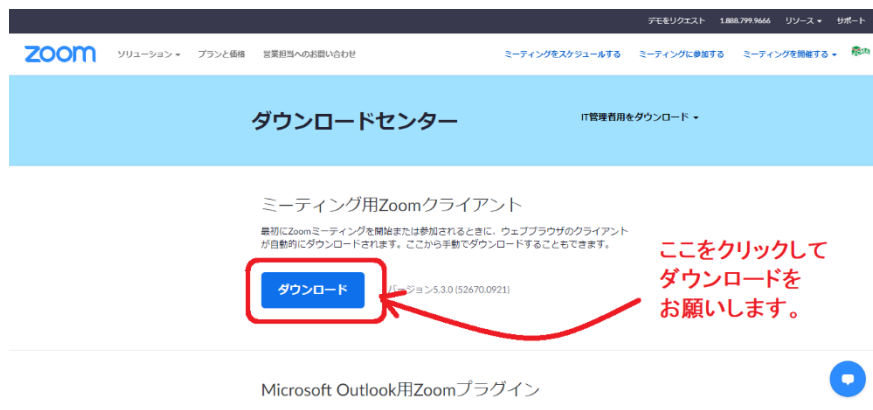 デモをリクエスト 1.888.799.9666 リソース サポート
zoom ソリューション プランと価格 営業担当へのお問い合わせ ミーティングをスケジュールする ミーティングに参加する ミーティングを開催する
ダウンロードセンター IT管理者用をダウンロード
ミーティング用Zoomクライアント
最初にZoomミーティングを開始または参加されるときに、ウェブブラウザのクライアント
が自動的にダウンロードされます。ここから手動でダウンロードすることもできます。
ダウンロード バージョン5.3.0 (52670.0921)
ここをクリックして
ダウンロードを
お願いします。
Microsoft Outlook用Zoomプラグイン